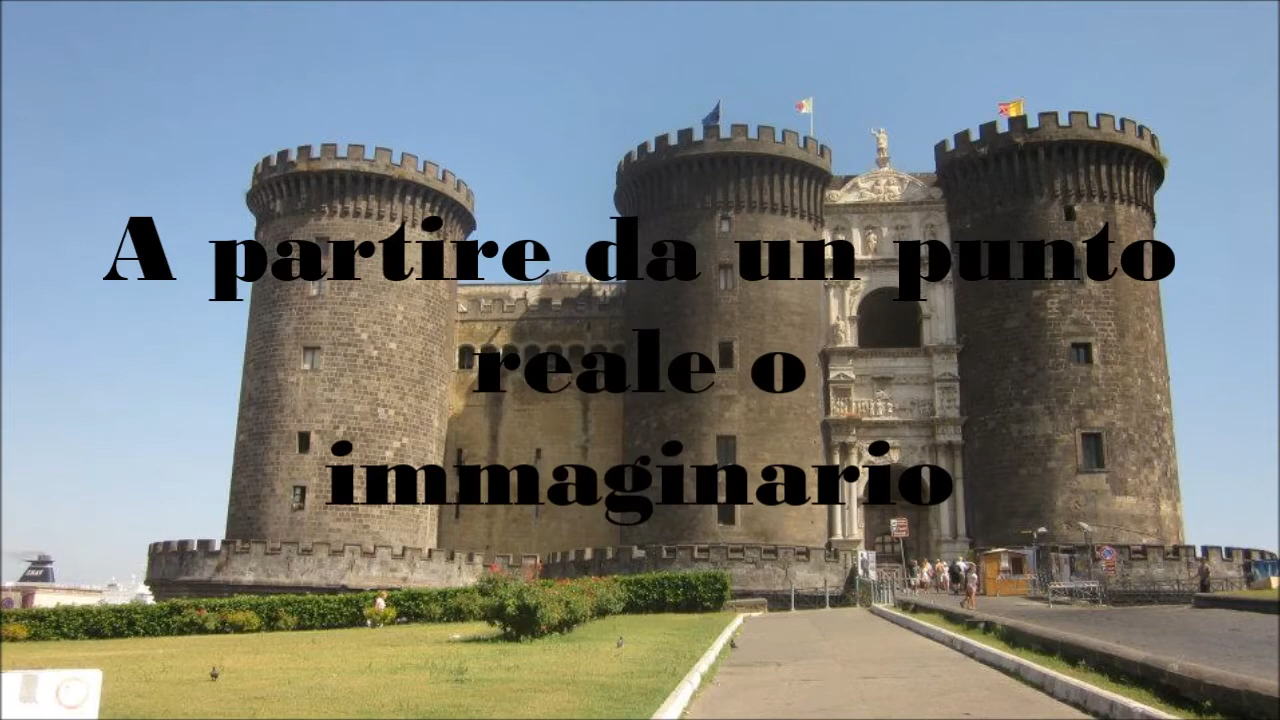 A partire da un punto
reale o
immaginario